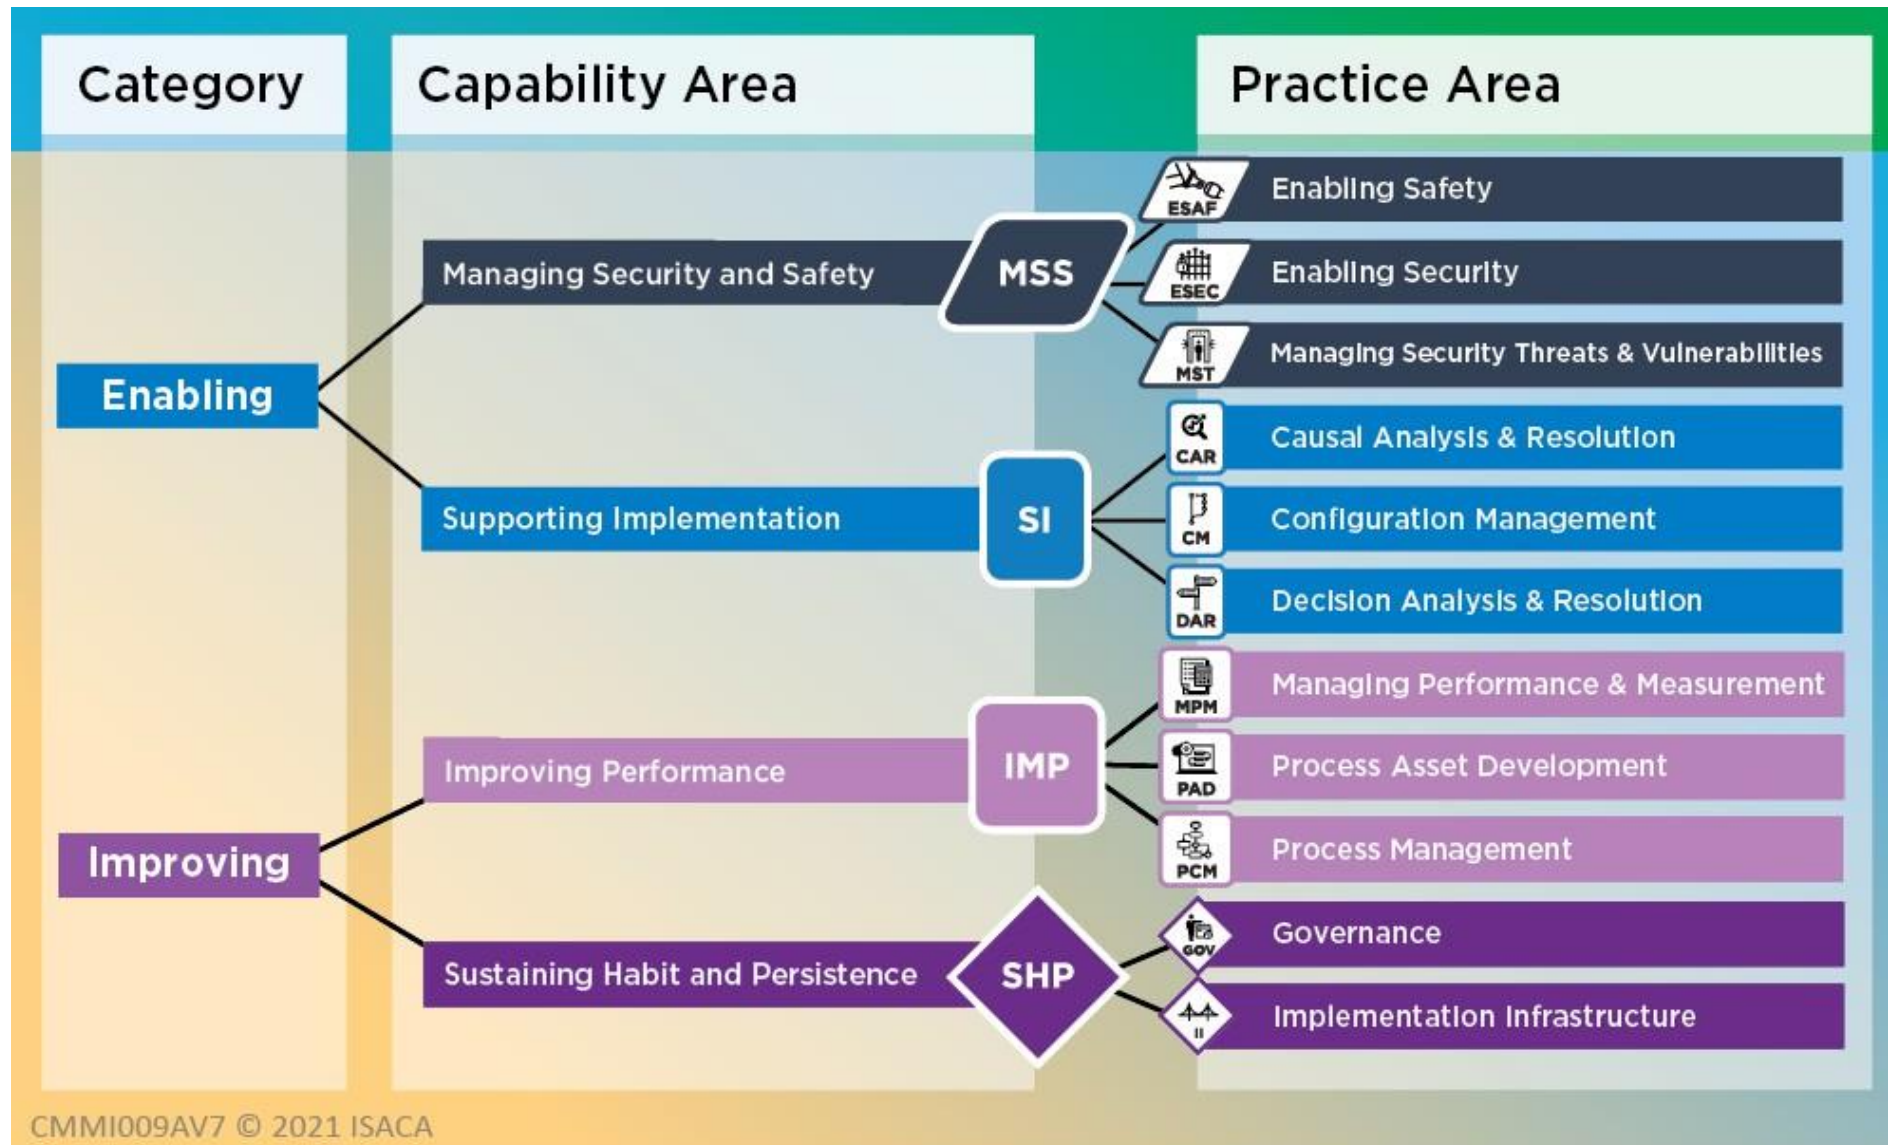 Category
Capability Area
Practice Area
ESAF
Enabling Safety
Managing Security and Safety
MSS
ESEC
Enabling Security
MST
Managing Security Threats & Vulnerabilities
Enabling
CAR
Causal Analysis & Resolution
Supporting Implementation
SI
CM
Configuration Management
DAR
Decision Analysis & Resolution
MPM
Managing Performance & Measurement
Improving Performance
IMP
PAD
Process Asset Development
Improving
PCM
Process Management
GOV
Governance
Sustaining Habit and Persistence
SHP
II
Implementation Infrastructure
CMMI009AV7 © 2021 ISACA